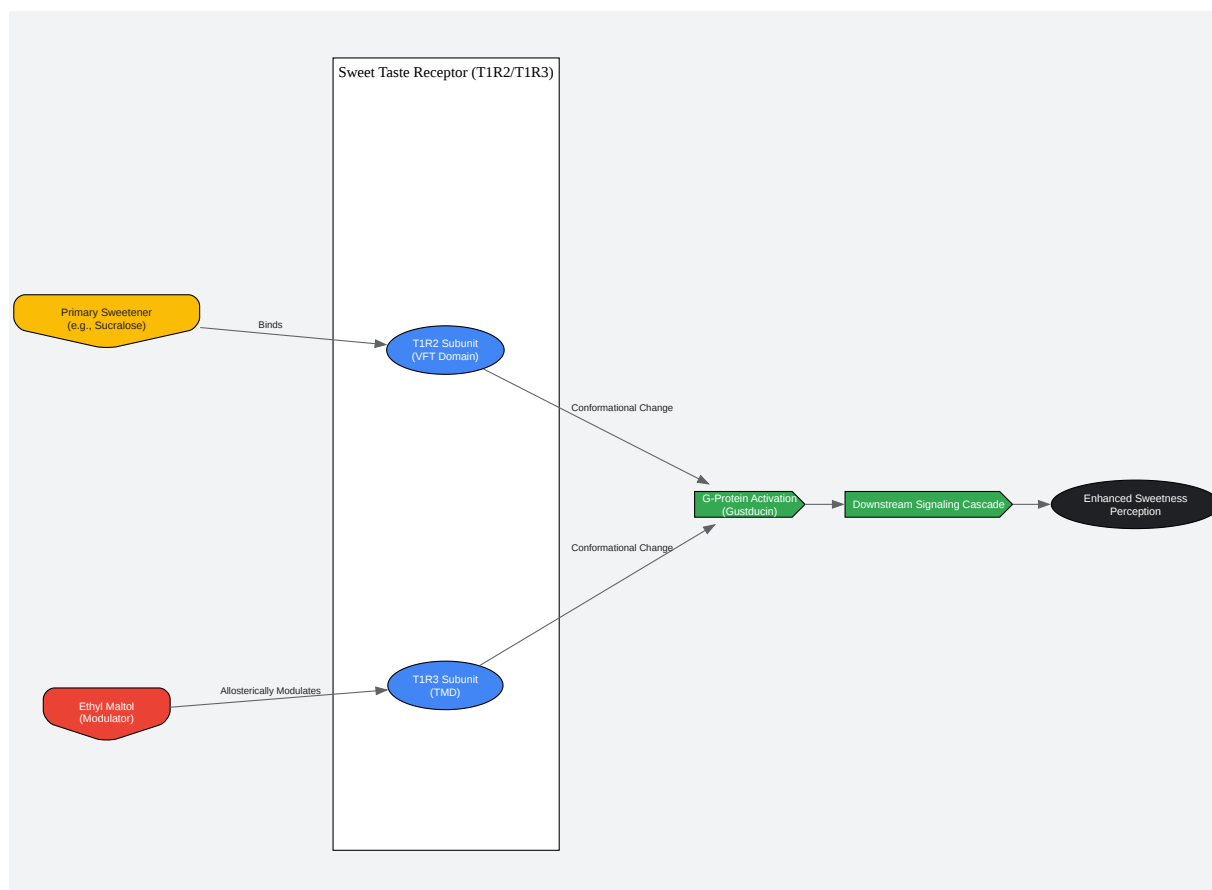 Sweet Taste Receptor (T1R2/T1R3)
Primary Sweetener
(e.g., Sucralose)
Binds
T1R2 Subunit
(VFT Domain)
Conformational Change
G-Protein Activation
(Gustducin)
Downstream Signaling Cascade
Enhanced Sweetness
Perception
Conformational Change
T1R3 Subunit
(TMD)
Allosterically Modulates
Ethyl Maltol
(Modulator)